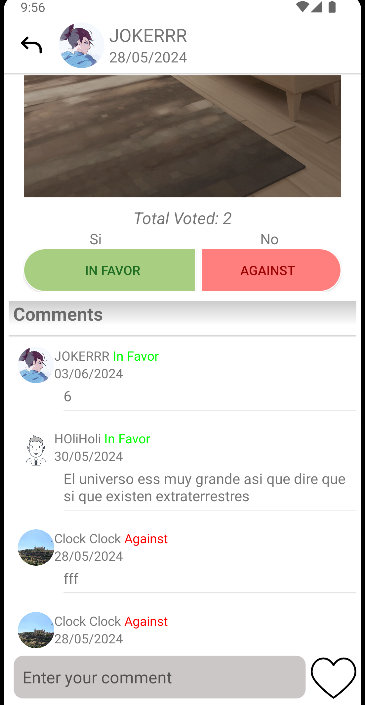 9:56
JOKERRR
28/05/2024
Total Voted: 2
Si
No
IN FAVOR
AGAINST
Comments
JOKERRR In Favor
03/06/2024
6
HOliHoli In Favor
30/05/2024
El universo ess muy grande asi que dire que
si que existen extraterrestres
Clock Clock Against
28/05/2024
fff
Clock Clock Against
28/05/2024
Enter your comment